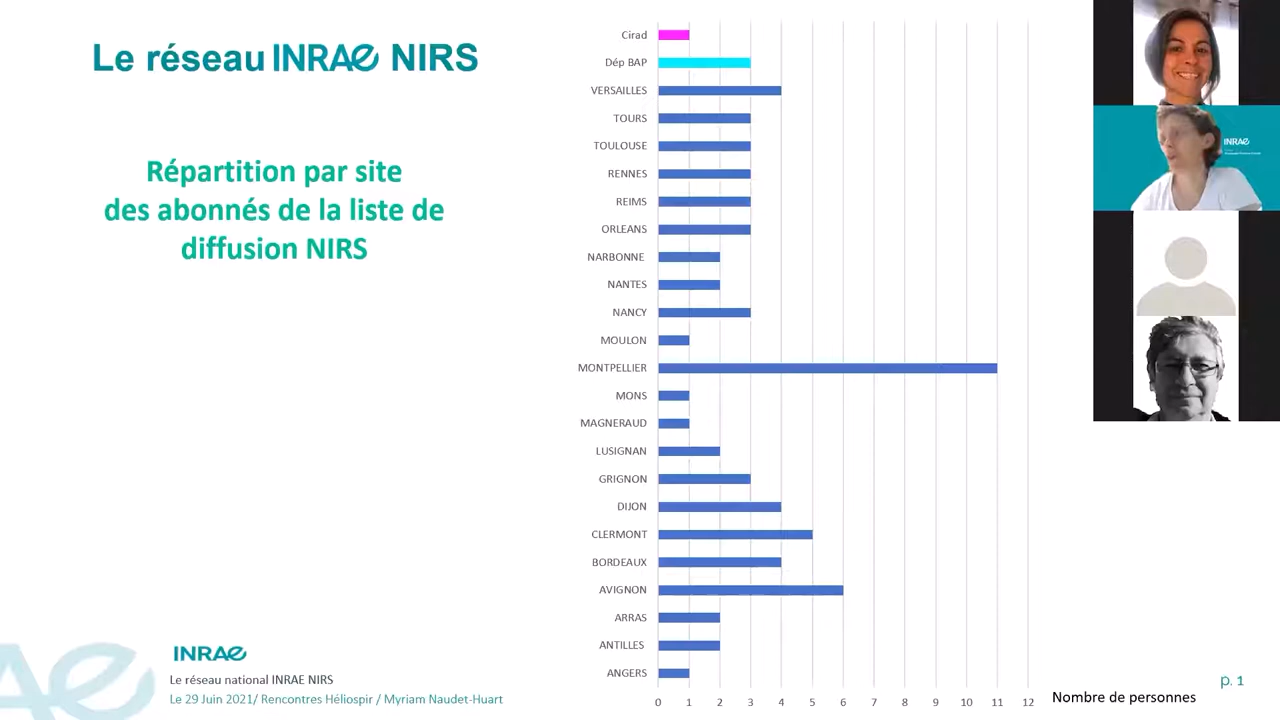 Le réseau INRAE NIRS
Répartition par site
des abonnés de la liste de
diffusion NIRS
Cirad
Dép BAP
VERSAILLES
TOURS
TOULOUSE
RENNES
REIMS
ORLEANS
NARBONNE
NANTES
NANCY
MOULON
MONTPELLIER
MONS
MAGNERAUD
LUSIGNAN
GRIGNON
DIJON
CLERMONT
BORDEAUX
AVIGNON
ARRAS
ANTILLES
ANGERS
0 1 2 3 4 5 6 7 8 9 10 11 12
Nombre de personnes
INRAE
INRAE
Le réseau national INRAE NIRS
Le 29 Juin 2021/ Rencontres Héliospir / Myriam Naudet-Huart
p. 1